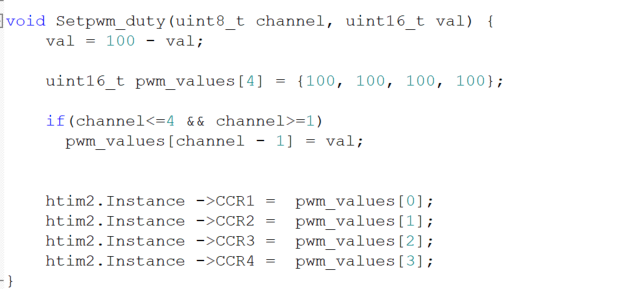 void Setpwm_duty(uint8_t channel, uint16_t val) {
val = 100 - val;
uint16_t pwm_values[4] = {100, 100, 100, 100};
if(channel<=4 && channel>=1)
pwm_values[channel - 1] = val;
htim2.Instance ->CCR1 =  pwm_values[0];
htim2.Instance ->CCR2 =  pwm_values[1];
htim2.Instance ->CCR3 =  pwm_values[2];
htim2.Instance ->CCR4 =  pwm_values[3];
}